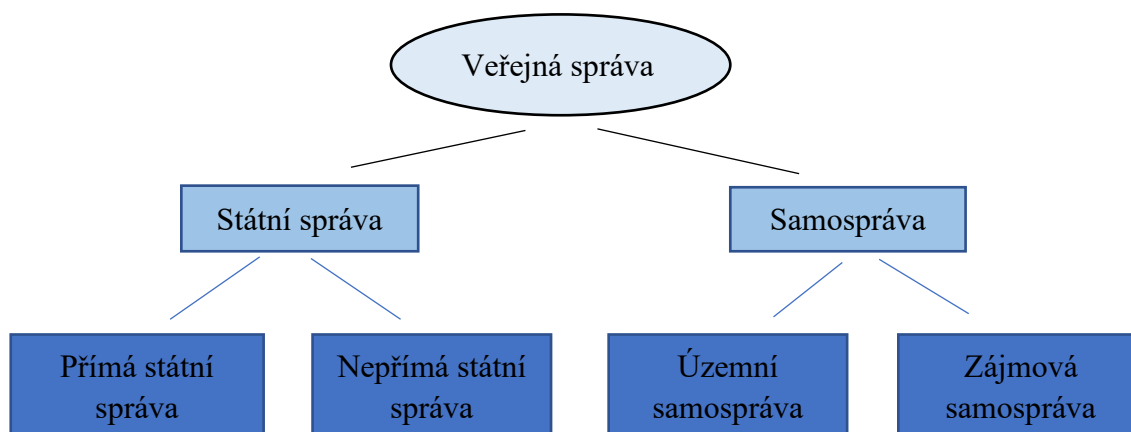 Veřejná správa
Státní správa
Samospráva
Přímá státní
správa
Nepřímá státní
správa
Územní
samospráva
Zájmová
samospráva